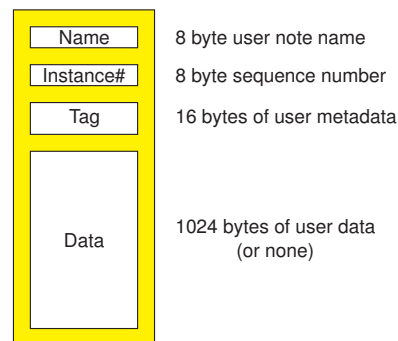 Name 8 byte user note name
Instance# 8 byte sequence number
Tag 16 bytes of user metadata
Data 1024 bytes of user data
(or none)